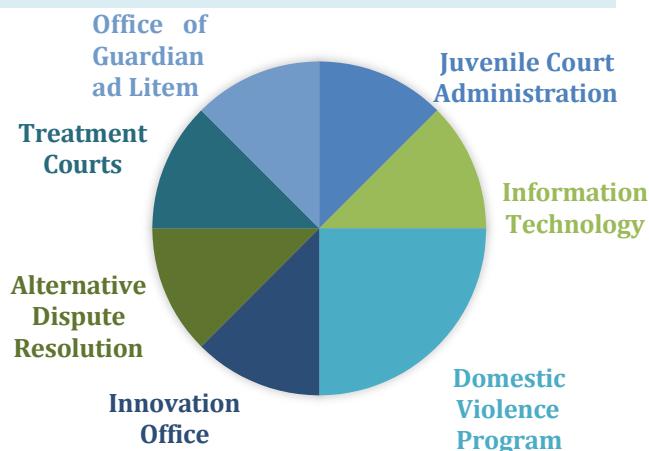 Office of
Guardian
ad Litem
Juvenile Court
Administration
Treatment
Courts
Information
Technology
Alternative
Dispute
Resolution
Innovation
Office
Domestic
Violence
Program